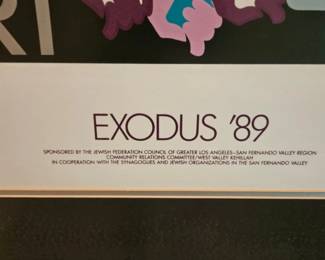 RT
EXODUS '89
SPONSORED BY THE JEWISH FEDERATION COUNCIL OF GREATER LOS ANGELES—SAN FERNANDO VALLEY REGION
COMMUNITY RELATIONS COMMITTEE/WEST VALLEY KEHILLAH
IN COOPERATION WITH THE SYNAGOGUES AND JEWISH ORGANIZATIONS IN THE SAN FERNANDO VALLEY